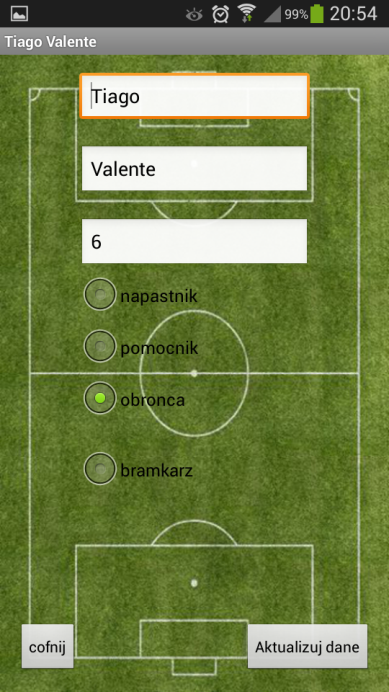 99% 20:54
Tiago Valente
Tiago
Valente
6
napastnik
pomocnik
obronca
bramkarz
cofnij
Aktualizuj dane